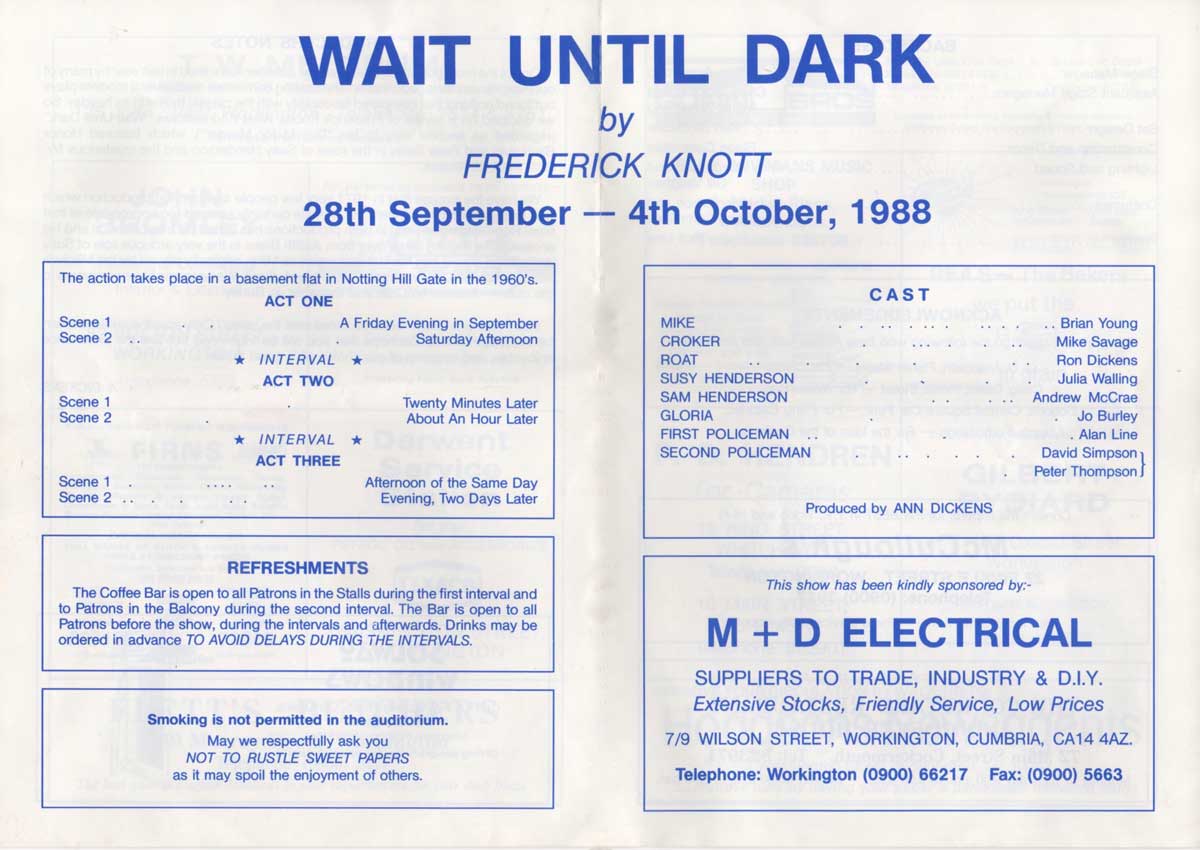 WAIT UNTIL DARK
by
FREDERICK KNOTT
28th September — 4th October, 1988
The action takes place in a basement flat in Notting Hill Gate in the 1960's.
ACT ONE
Scene 1 . . A Friday Evening in September
Scene 2 . . . . Saturday Afternoon
★ INTERVAL ★
ACT TWO
Scene 1 . Twenty Minutes Later
Scene 2 About An Hour Later
★ INTERVAL ★
ACT THREE
Scene 1 . ..... .. Afternoon of the Same Day
Scene 2 .. .. . . . . Evening, Two Days Later
REFRESHMENTS
The Coffee Bar is open to all Patrons in the Stalls during the first interval and
to Patrons in the Balcony during the second interval. The Bar is open to all
Patrons before the show, during the intervals and afterwards. Drinks may be
ordered in advance TO AVOID DELAYS DURING THE INTERVALS.
Smoking is not permitted in the auditorium.
May we respectfully ask you
NOT TO RUSTLE SWEET PAPERS
as it may spoil the enjoyment of others.
CAST
MIKE . . .. .. .. . .. .. Brian Young
CROKER . . . . .. .. Mike Savage
ROAT .. . . . . . Ron Dickens
SUSY HENDERSON . . . . . Julia Walling
SAM HENDERSON . . . . Andrew McCrae
GLORIA . . . Jo Burley
FIRST POLICEMAN .. . . Alan Line
SECOND POLICEMAN .. . . . . David Simpson
. Peter Thompson }
Produced by ANN DICKENS
This show has been kindly sponsored by:-
M + D ELECTRICAL
SUPPLIERS TO TRADE, INDUSTRY & D.I.Y.
Extensive Stocks, Friendly Service, Low Prices
7/9 WILSON STREET, WORKINGTON, CUMBRIA, CA14 4AZ.
Telephone: Workington (0900) 66217 Fax: (0900) 5663